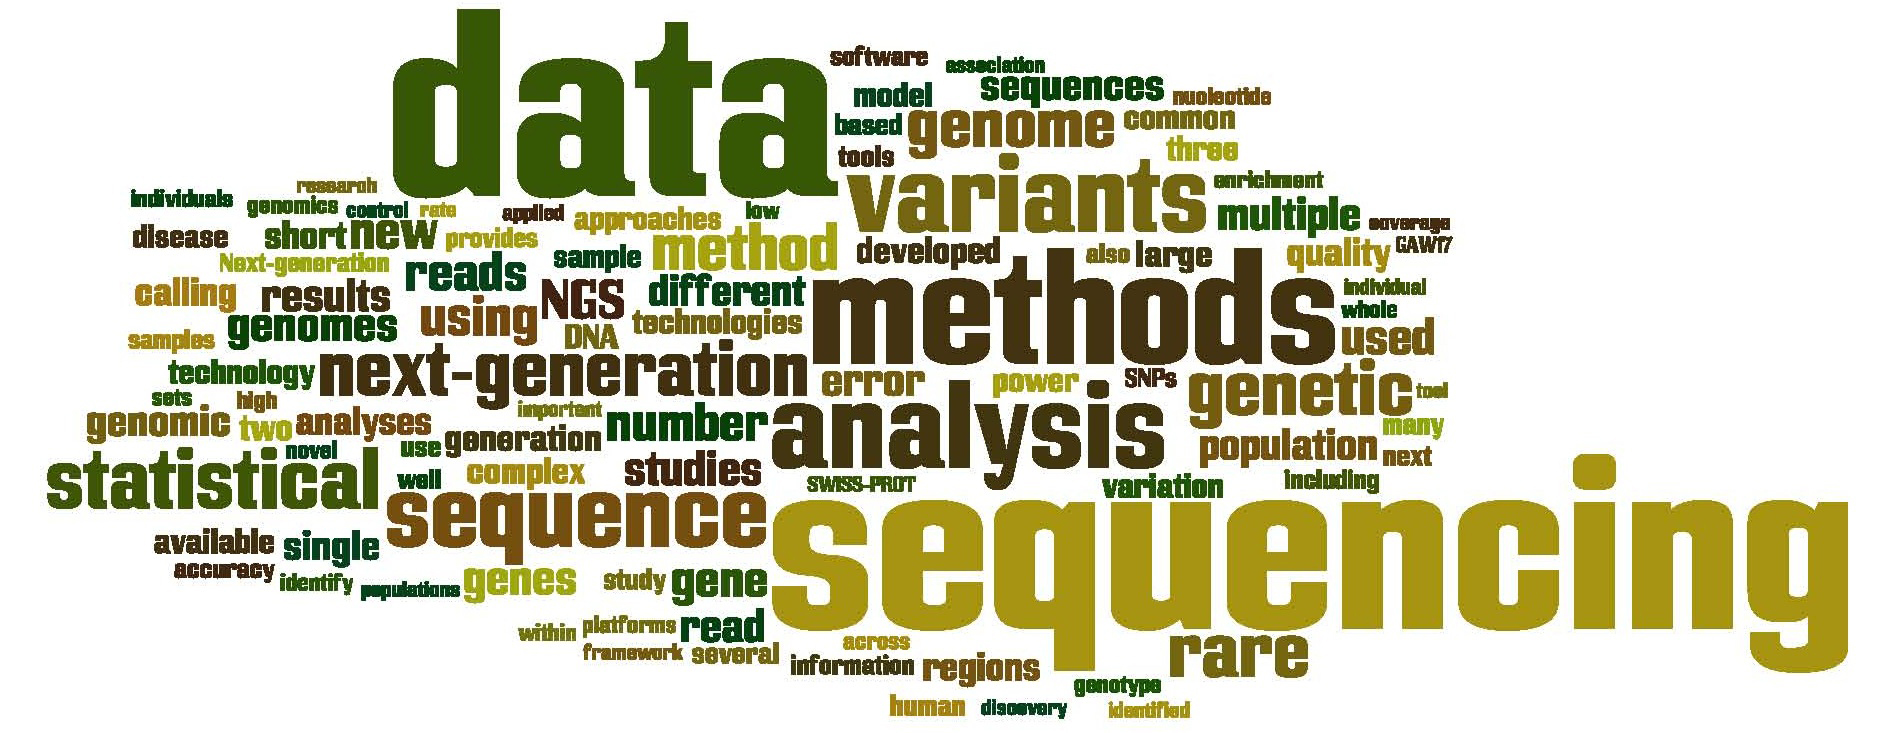 data
software
association
model
sequences
nucleotide
based
genome
common
tools
three
variants
enrichment
individuals
research
genomics
control
rate
applied
approaches
low
multiple
coverage
disease
short
new
provides
sample
method
developed
also
large
quality
GAW17
Next-generation
reads
calling
results
using
NGS
different
methods
individual
whole
samples
genomes
DNA
technologies
used
technology
next-generation
error
power
SNPs
genetic
tool
sets
high
important
genomic
two
analyses
number
analysis
many
novel
use
generation
population
next
statistical
well
complex
studies
SWISS-PROT
variation
including
sequence
sequencing
available
single
accuracy
identify
populations
genes
study
gene
within
platforms
read
framework
several
across
rare
information
regions
genotype
human
discovery
identified